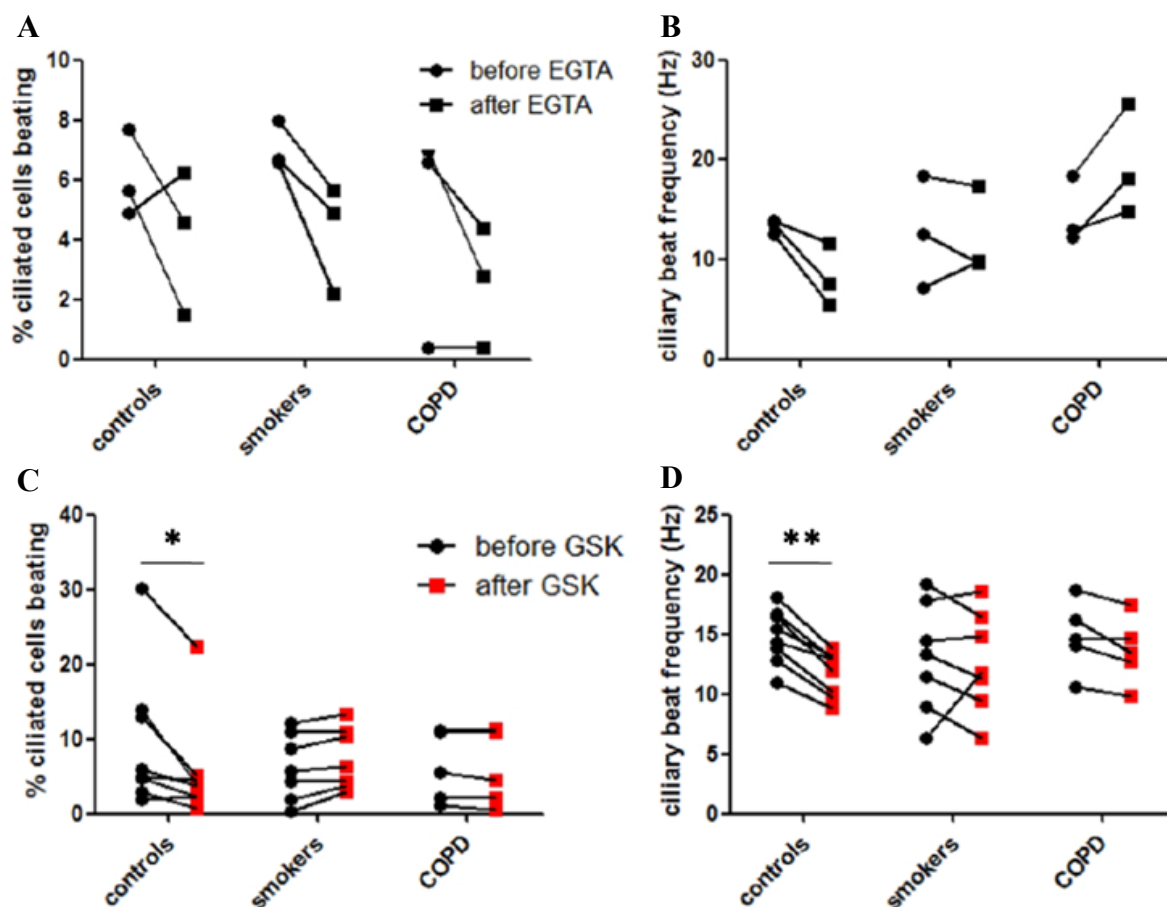 A
% ciliated cells beating
10
8
6
4
2
0
before EGTA
after EGTA
controls
smokers
COPD
B
ciliary beat frequency (Hz)
30
20
10
0
controls
smokers
COPD
C
% ciliated cells beating
40
30
20
10
0
*
before GSK
after GSK
controls
smokers
COPD
D
ciliary beat frequency (Hz)
25
20
15
10
5
0
**
controls
smokers
COPD